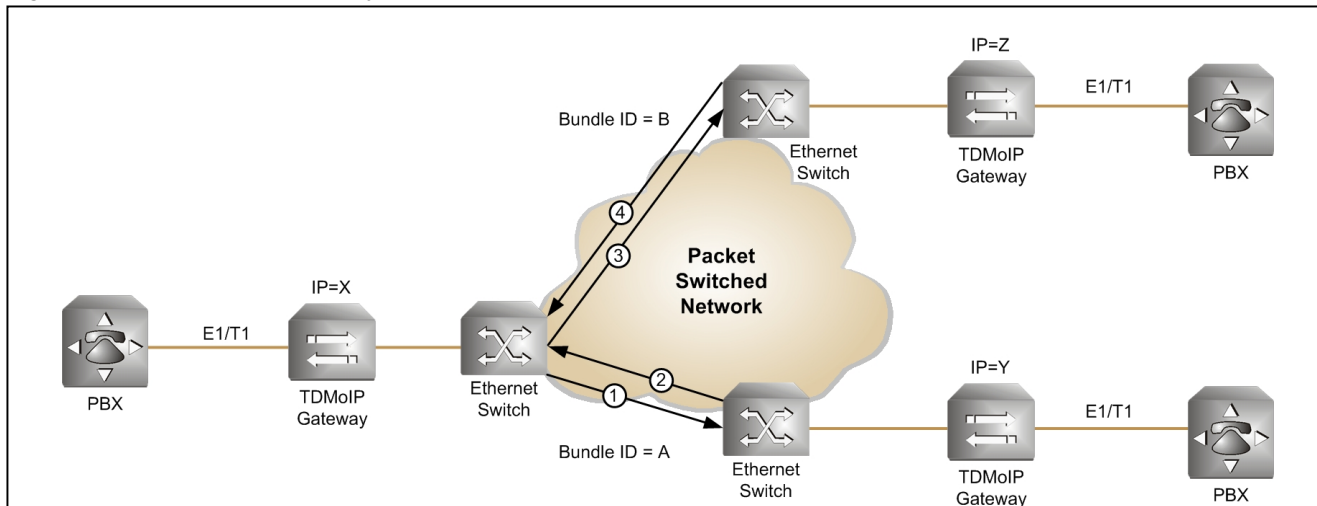 IP=Z
E1/T1
Bundle ID = B
Ethernet
Switch
TDMoIP
Gateway
PBX
4
3
Packet
Switched
Network
IP=X
E1/T1
PBX
TDMoIP
Gateway
Ethernet
Switch
2
1
IP=Y
E1/T1
Bundle ID = A
Ethernet
Switch
TDMoIP
Gateway
PBX